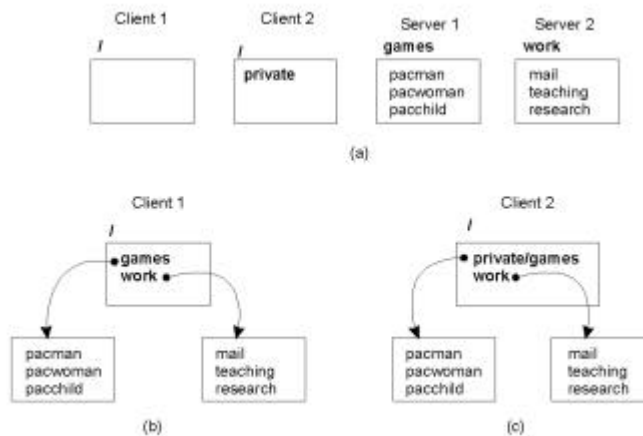 Client 1
Client 2
Server 1
Server 2
/
/
games
work
private
pacman
pacwoman
pacchild
mail
teaching
research
(a)
Client 1
/
games
work
pacman
pacwoman
pacchild
mail
teaching
research
(b)
Client 2
/
private/games
work
pacman
pacwoman
pacchild
mail
teaching
research
(c)